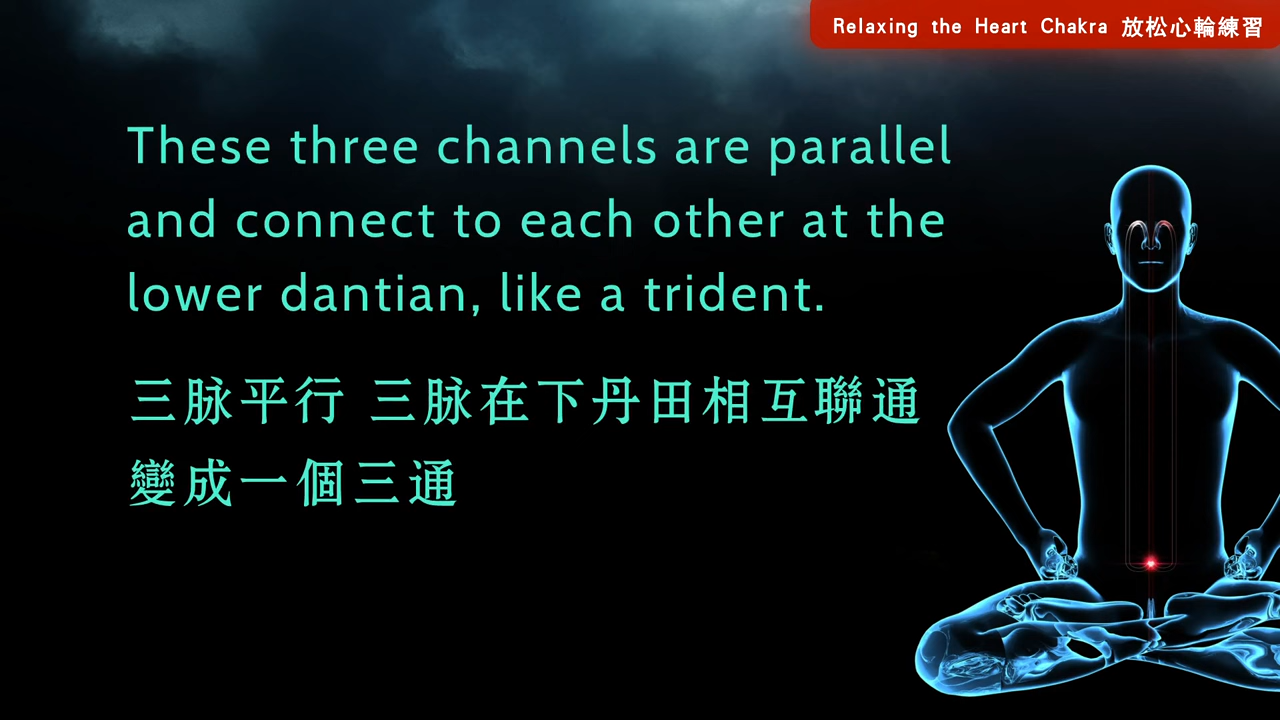 Relaxing the Heart Chakra 放松心輪練習
These three channels are parallel
and connect to each other at the
lower dantian, like a trident.
三脉平行 三脉在下丹田相互聯通
變成一個三通